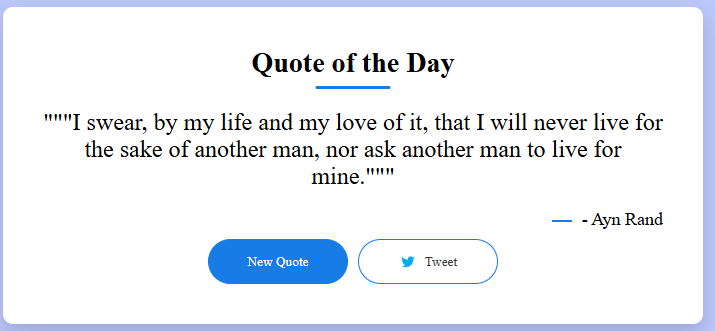 Quote of the Day
"""I swear, by my life and my love of it, that I will never live for
the sake of another man, nor ask another man to live for
mine."""
- Ayn Rand
New Quote
Tweet